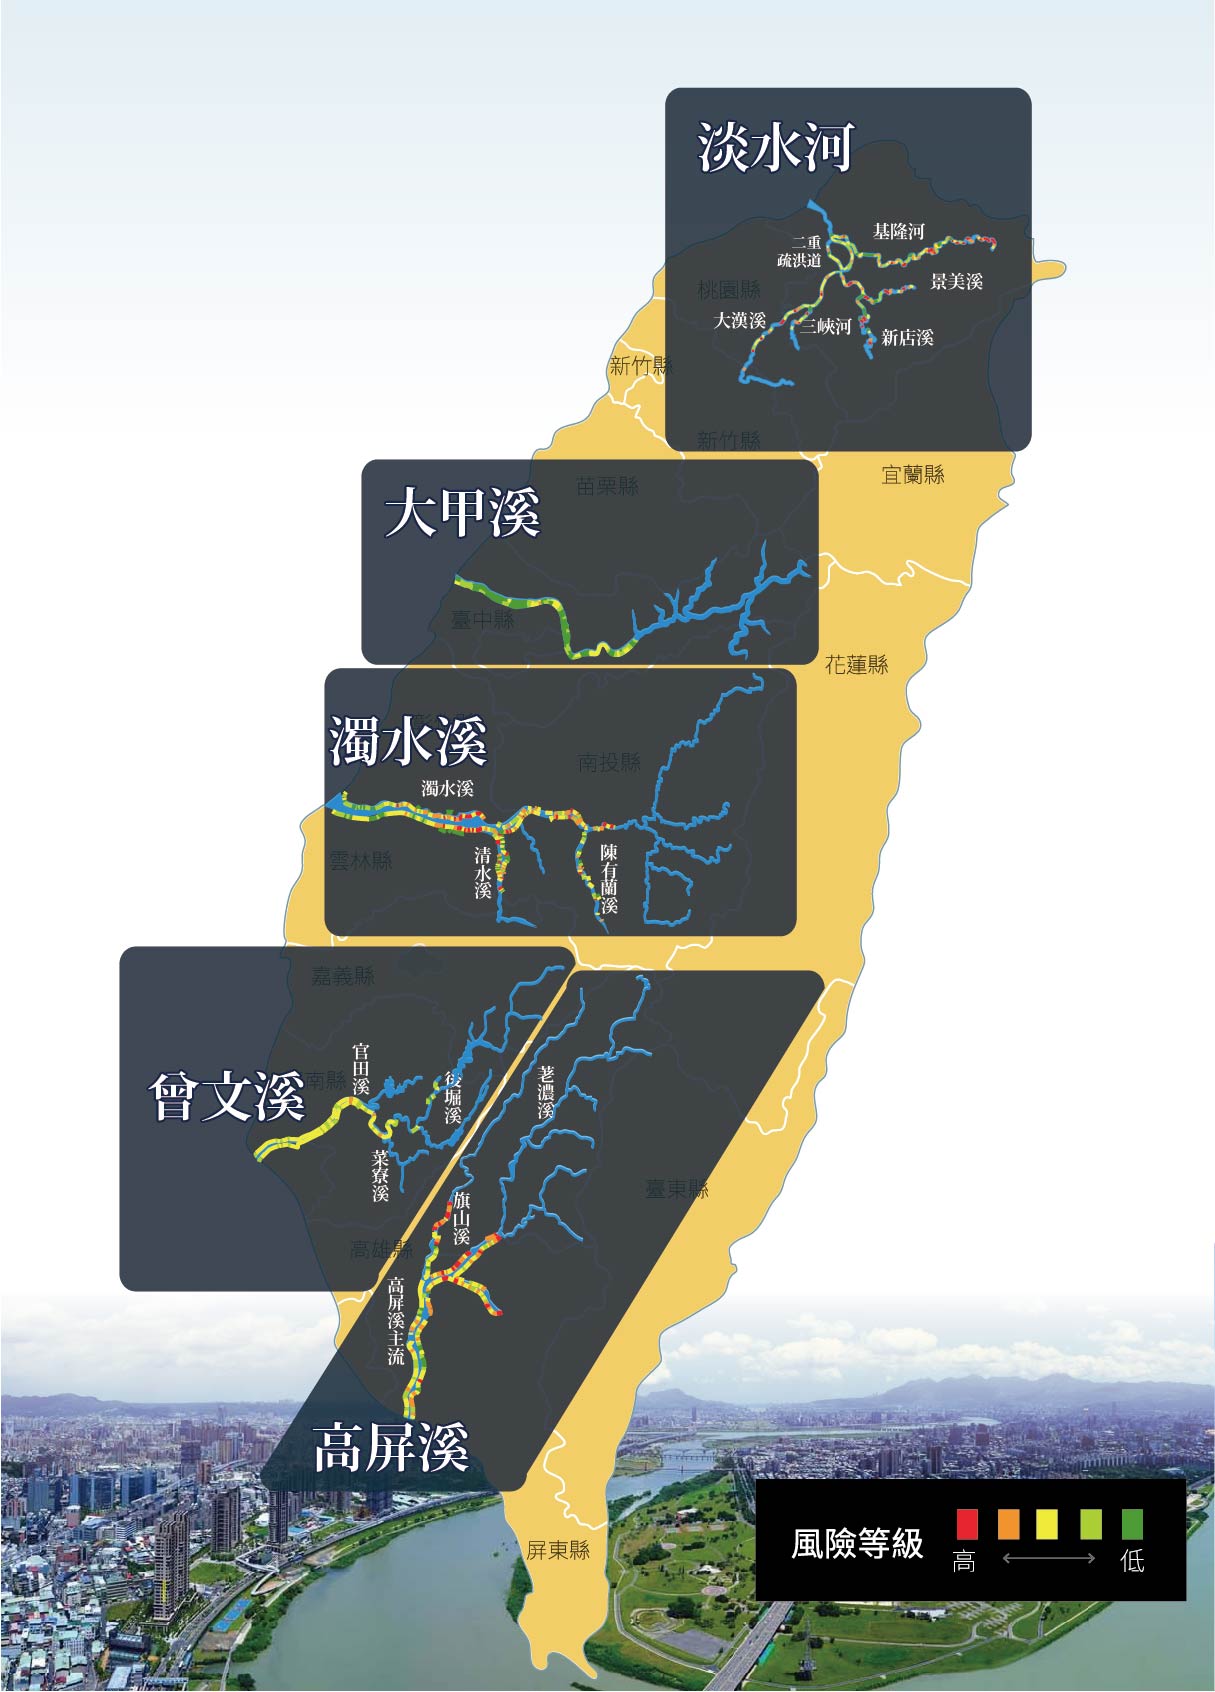 淡水河
基隆河
二重
疏洪道
景美溪
桃園縣
大漢溪
三峽河
新店溪
新竹縣
新竹縣
宜蘭縣
苗栗縣
大甲溪
臺中縣
花蓮縣
濁水溪
南投縣
濁水溪
雲林縣
清水溪
陳有蘭溪
嘉義縣
官田溪
後堀溪
荖濃溪
曾文溪
南縣
菜寮溪
臺東縣
旗山溪
高雄縣
高屏溪主流
高屏溪
風險等級
高
低
屏東縣